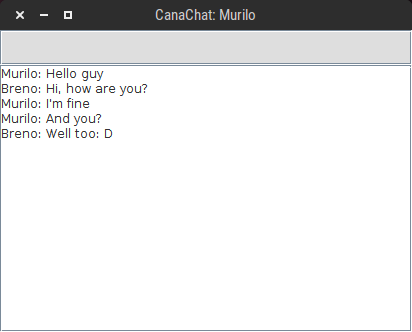 CanaChat: Murilo
Murilo: Hello guy
Breno: Hi, how are you?
Murilo: I'm fine
Murilo: And you?
Breno: Well too: D